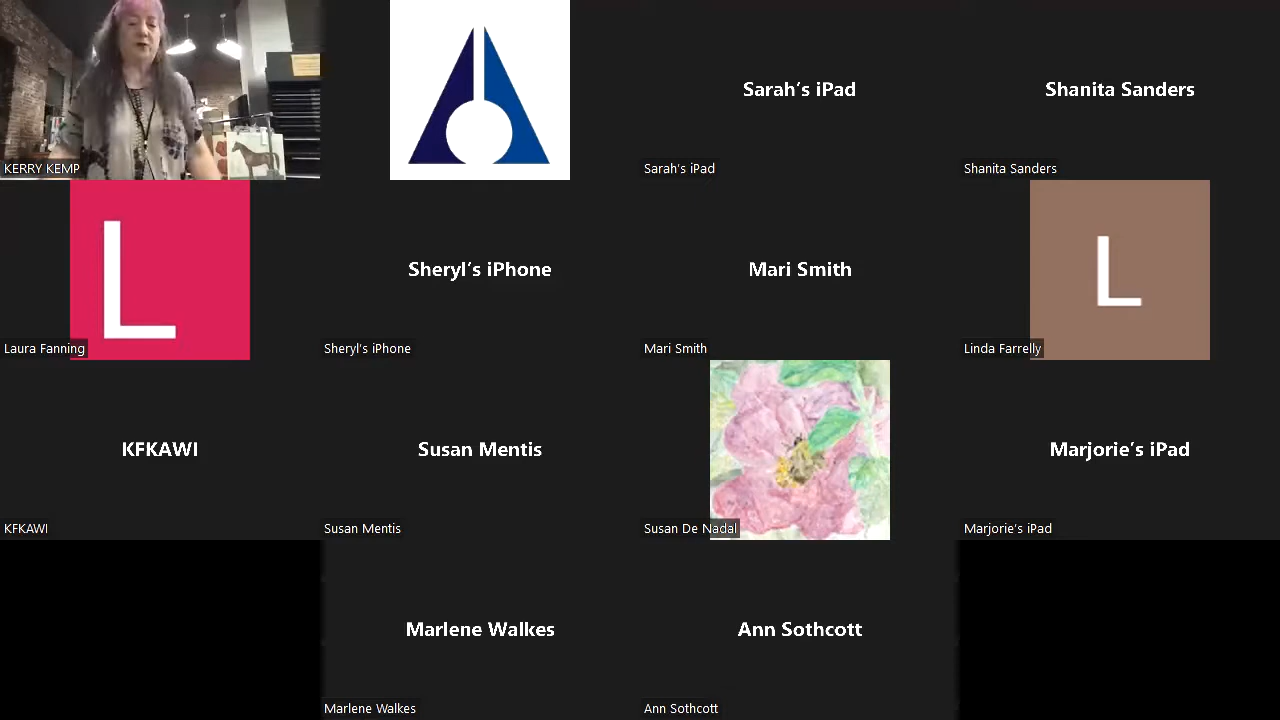 Sarah's iPad
Shanita Sanders
KERRY KEMP
Sarah's iPad
Shanita Sanders
L
Sheryl's iPhone
Mari Smith
L
Laura Fanning
Sheryl's iPhone
Mari Smith
Linda Farrelly
KFKAWI
Susan Mentis
Marjorie's iPad
KFKAWI
Susan Mentis
Susan De Nadal
Marjorie's iPad
Marlene Walkes
Ann Sothcott
Marlene Walkes
Ann Sothcott